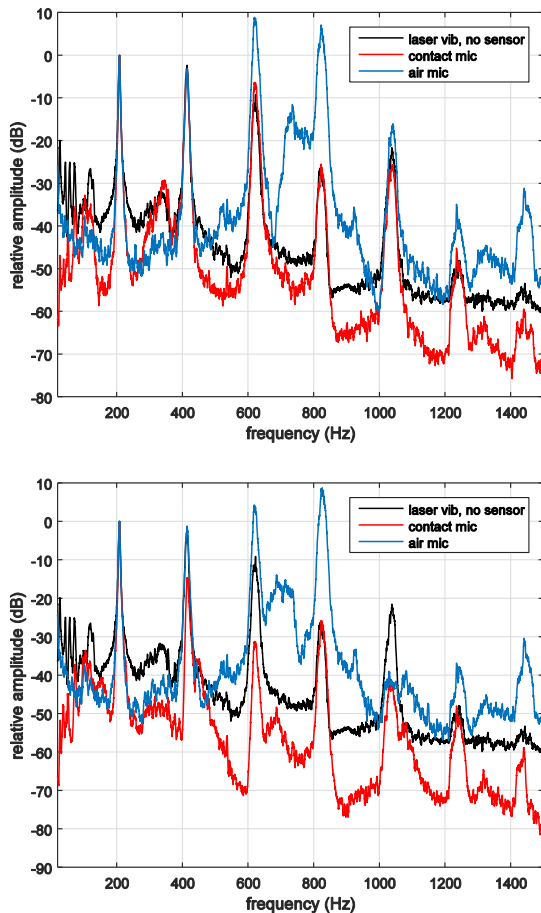 10
0
-10
-20
-30
-40
-50
-60
-70
-80
relative amplitude (dB)
laser vib, no sensor
contact mic
air mic
200 400 600 800 1000 1200 1400
frequency (Hz)
10
0
-10
-20
-30
-40
-50
-60
-70
-80
-90
relative amplitude (dB)
laser vib, no sensor
contact mic
air mic
200 400 600 800 1000 1200 1400
frequency (Hz)